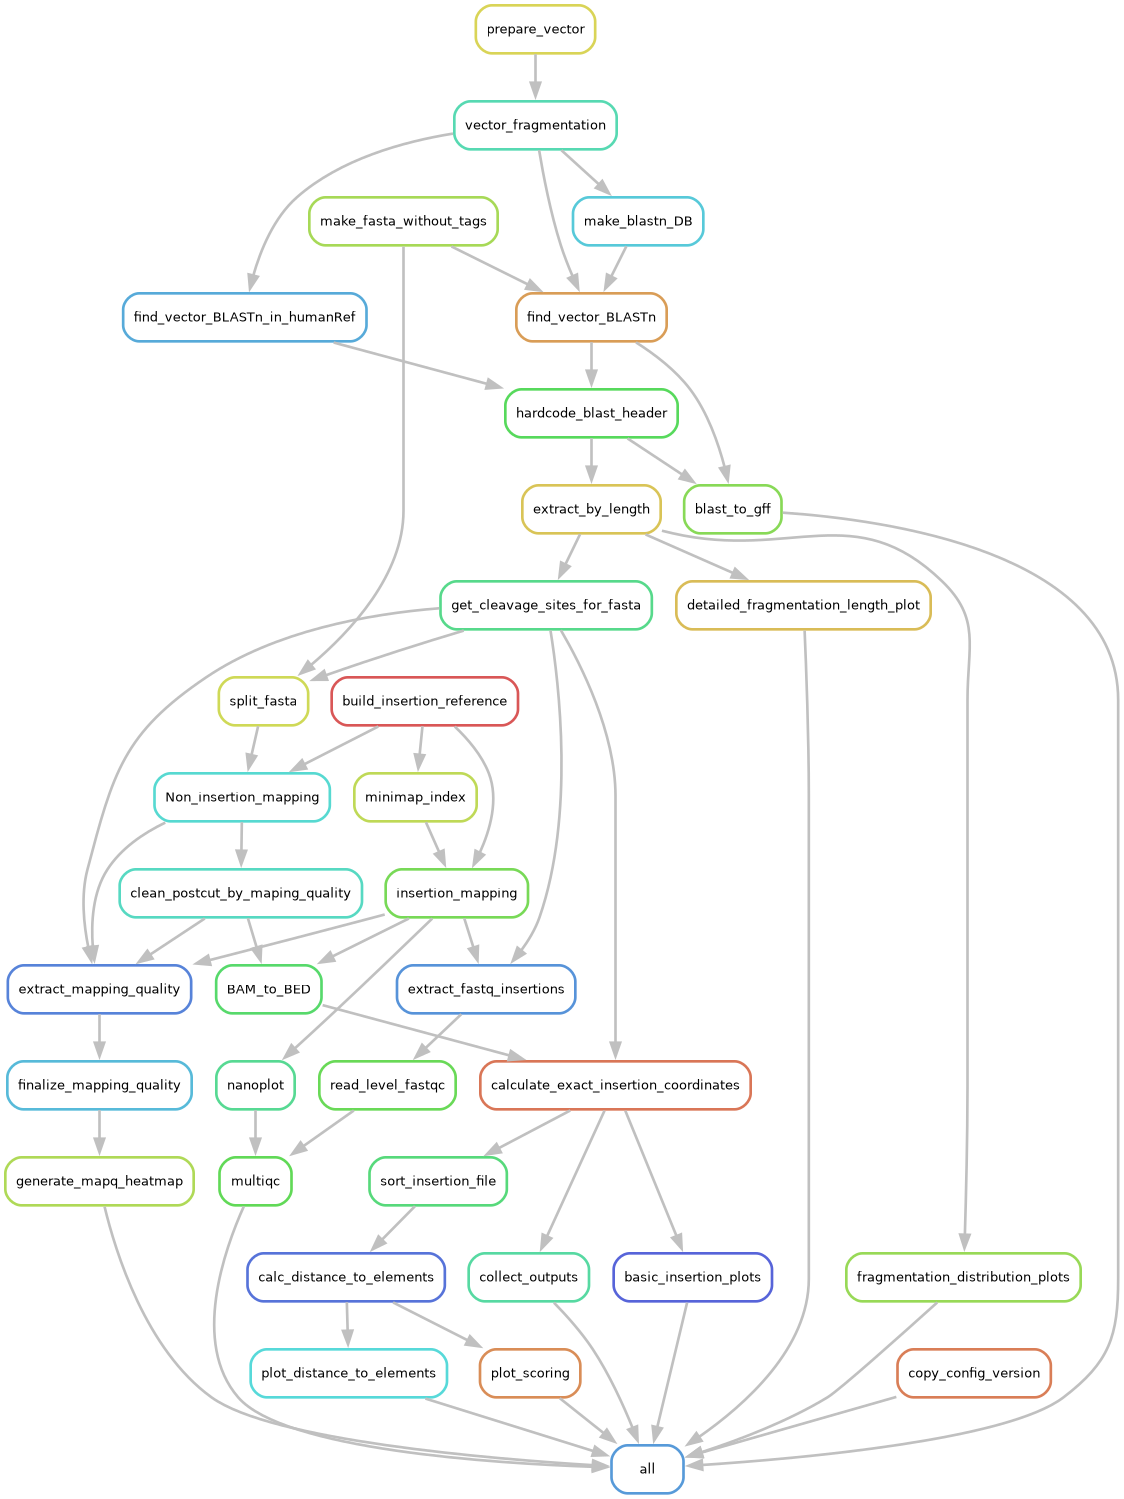 prepare_vector
vector_fragmentation
make_fasta_without_tags
make_blastn_DB
find_vector_BLASTn_in_humanRef
find_vector_BLASTn
hardcode_blast_header
extract_by_length
blast_to_gff
get_cleavage_sites_for_fasta
detailed_fragmentation_length_plot
split_fasta
build_insertion_reference
Non_insertion_mapping
minimap_index
clean_postcut_by_maping_quality
insertion_mapping
extract_mapping_quality
BAM_to_BED
extract_fastq_insertions
finalize_mapping_quality
nanoplot
read_level_fastqc
calculate_exact_insertion_coordinates
generate_mapq_heatmap
multiqc
sort_insertion_file
calc_distance_to_elements
collect_outputs
basic_insertion_plots
fragmentation_distribution_plots
plot_distance_to_elements
plot_scoring
copy_config_version
all